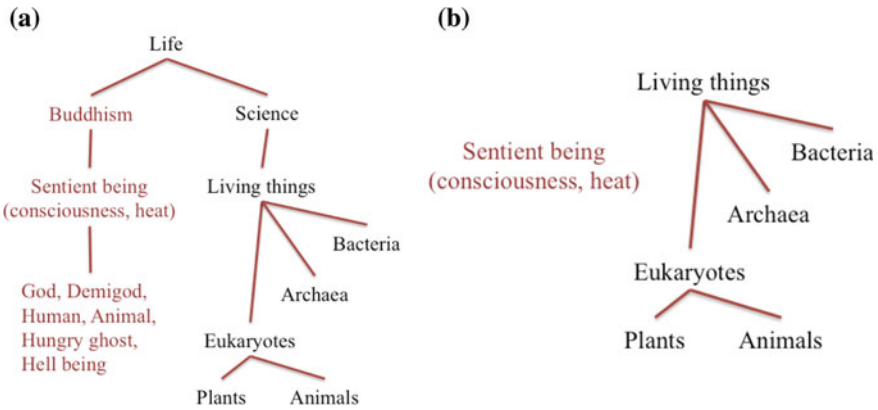 (a)
Life
Buddhism
Science
Sentient being
(consciousness, heat)
Living things
Bacteria
Archaea
God, Demigod,
Human, Animal,
Hungry ghost,
Hell being
Eukaryotes
Plants
Animals
(b)
Living things
Sentient being
(consciousness, heat)
Bacteria
Archaea
Eukaryotes
Plants
Animals